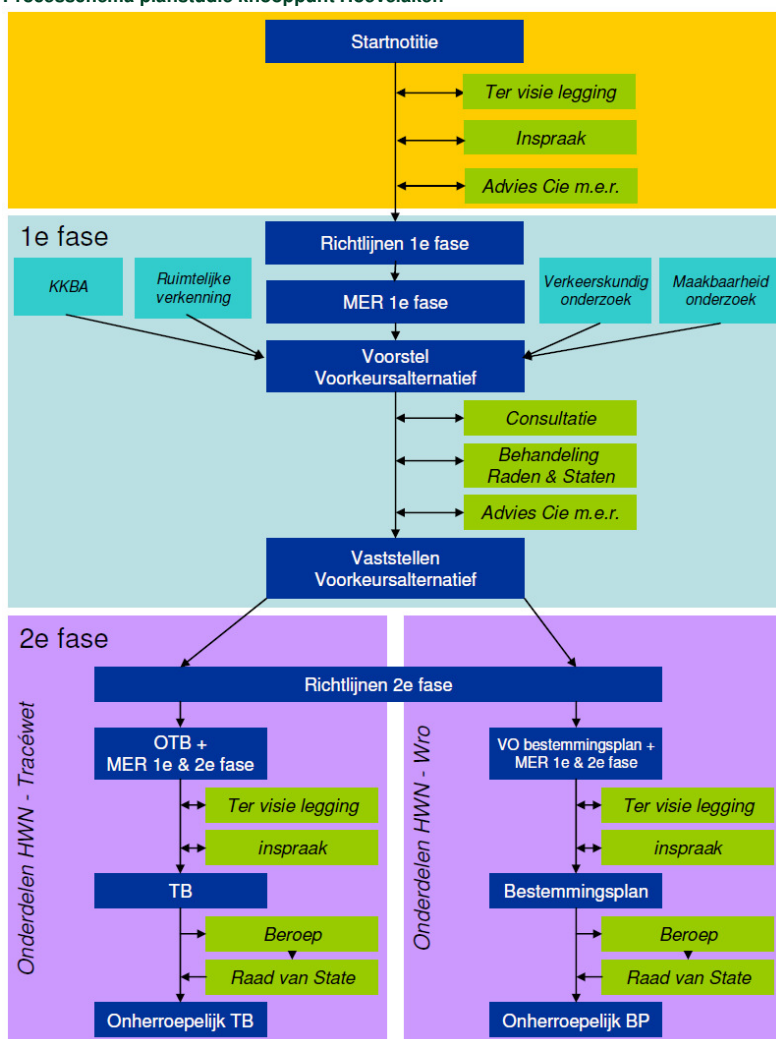 Processchema planstudie knooppunt Hoevelaken
Startnotitie
Ter visie legging
Inspraak
Advies Cie m.e.r.
1e fase
Richtlijnen 1e fase
KKBA
Ruimtelijke
verkenning
MER 1e fase
Verkeerskundig
onderzoek
Maakbaarheid
onderzoek
Voorstel
Voorkeursalternatief
Consultatie
Behandeling
Raden & Staten
Advies Cie m.e.r.
Vaststellen
Voorkeursalternatief
2e fase
Richtlijnen 2e fase
Onderdelen HWN - Tracéwet
OTB +
MER 1e & 2e fase
Ter visie legging
inspraak
TB
Beroep
Raad van State
Onherroepelijk TB
Onderdelen HWN - Wro
VO bestemmingsplan +
MER 1e & 2e fase
Ter visie legging
inspraak
Bestemmingsplan
Beroep
Raad van State
Onherroepelijk BP